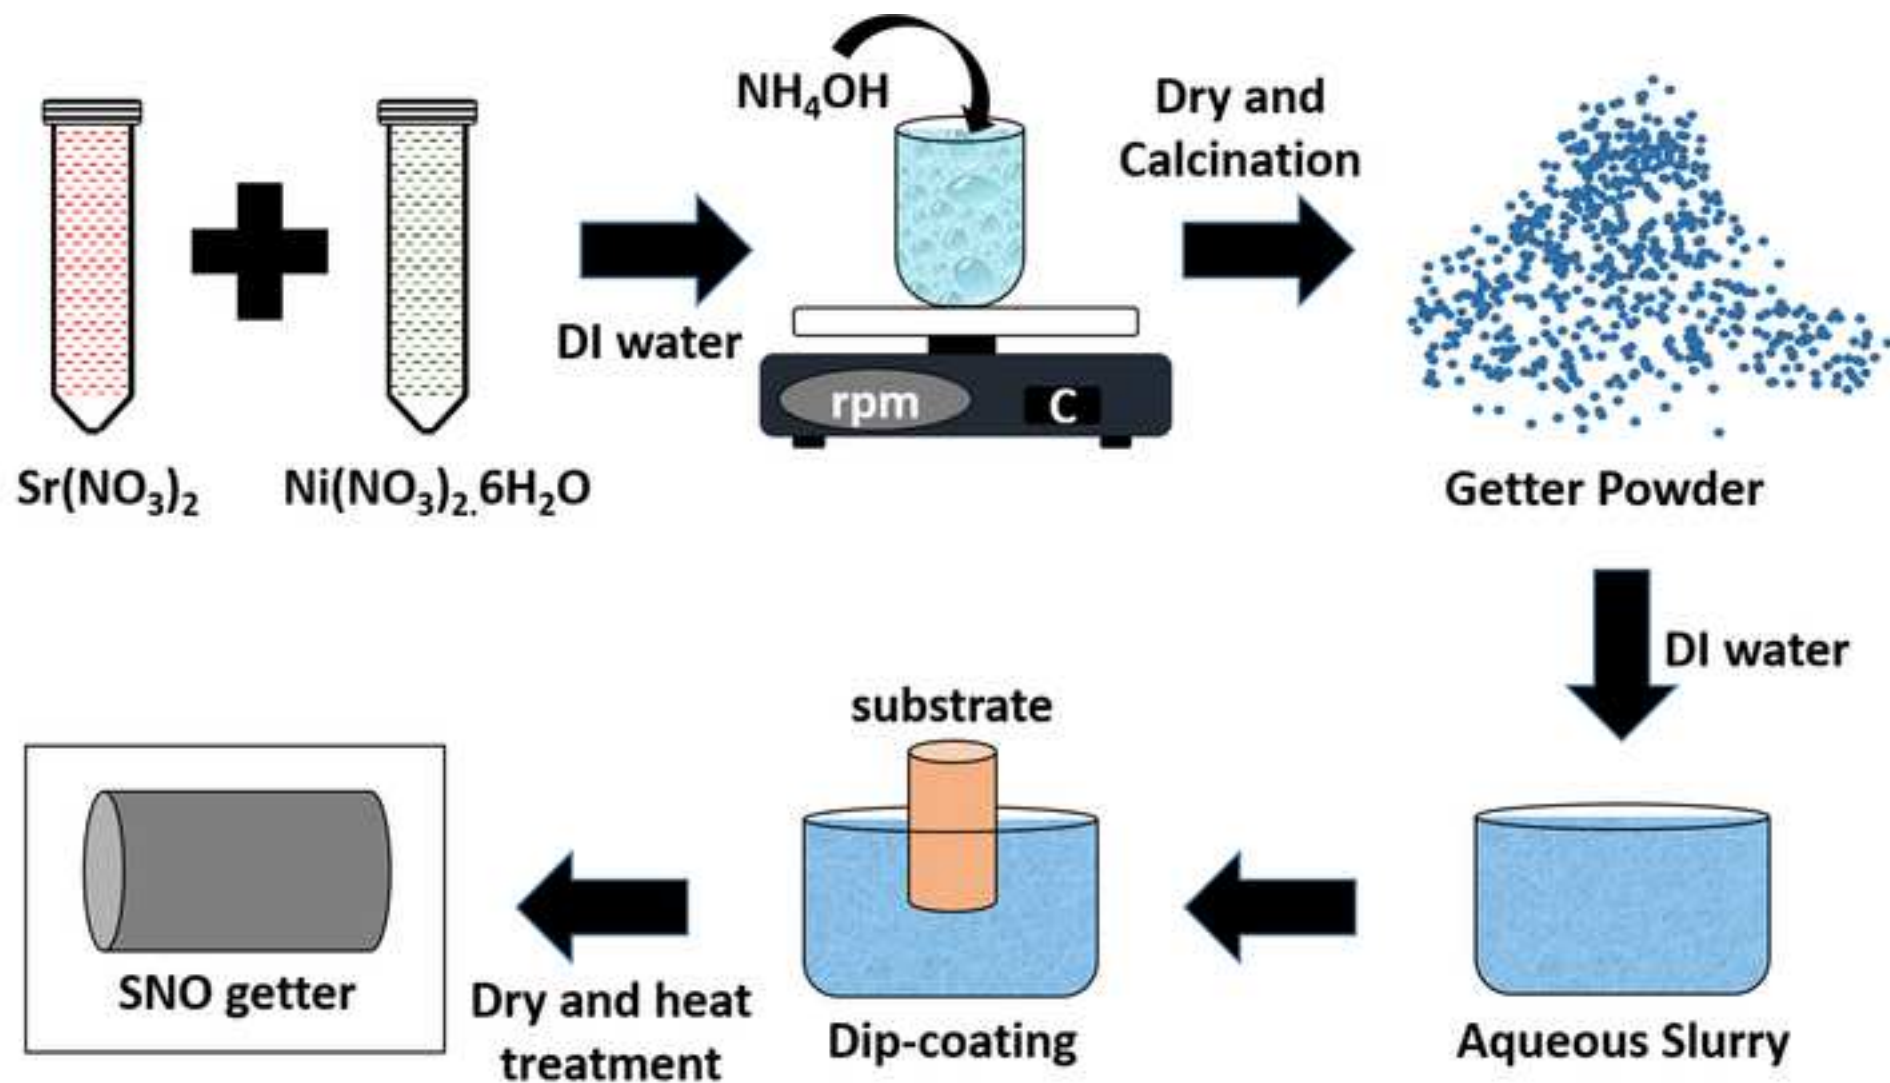 NH₄OH
Dry and
Calcination
DI water
rpm
C
Sr(NO₃)₂
Ni(NO₃)₂.6H₂O
Getter Powder
DI water
substrate
SNO getter
Dry and heat
treatment
Dip-coating
Aqueous Slurry